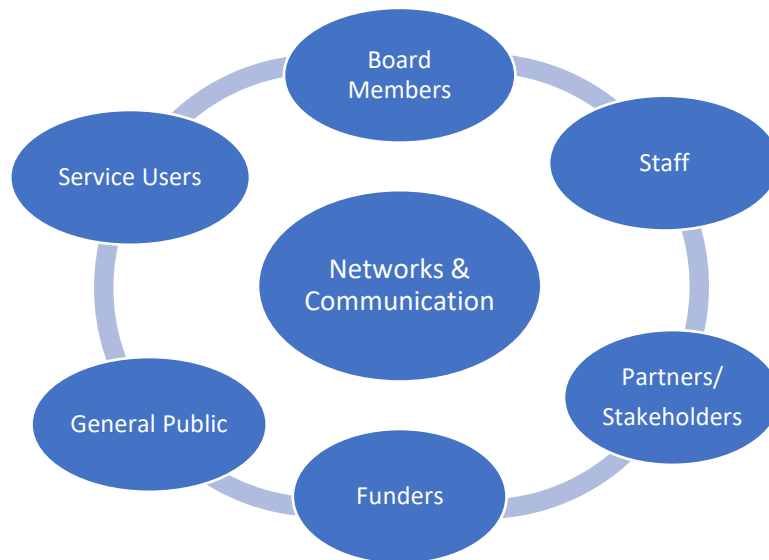 Board
Members
Staff
Service Users
Networks &
Communication
Partners/
Stakeholders
General Public
Funders